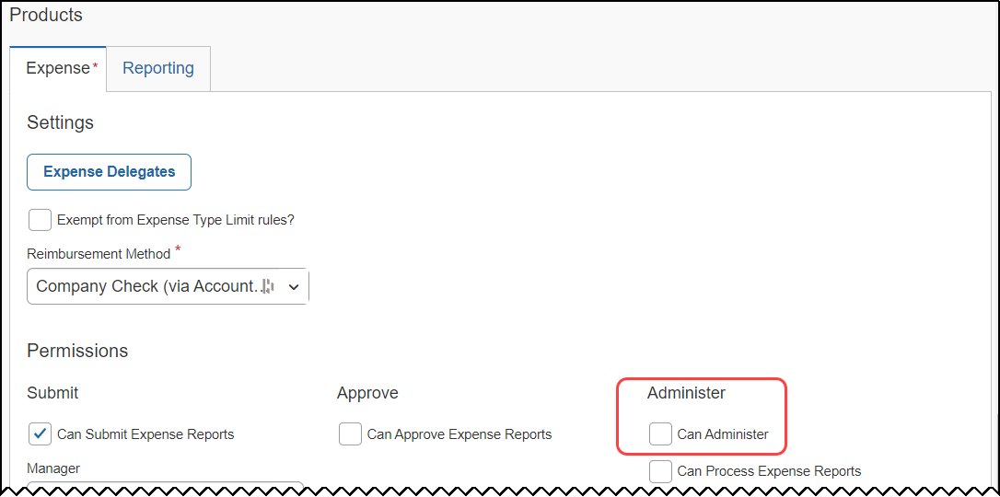 Products
Expense* Reporting
Settings
Expense Delegates
Exempt from Expense Type Limit rules?
Reimbursement Method *
Company Check (via Account...
Permissions
Submit Approve Administer
Can Submit Expense Reports Can Approve Expense Reports Can Administer
Manager
Can Process Expense Reports